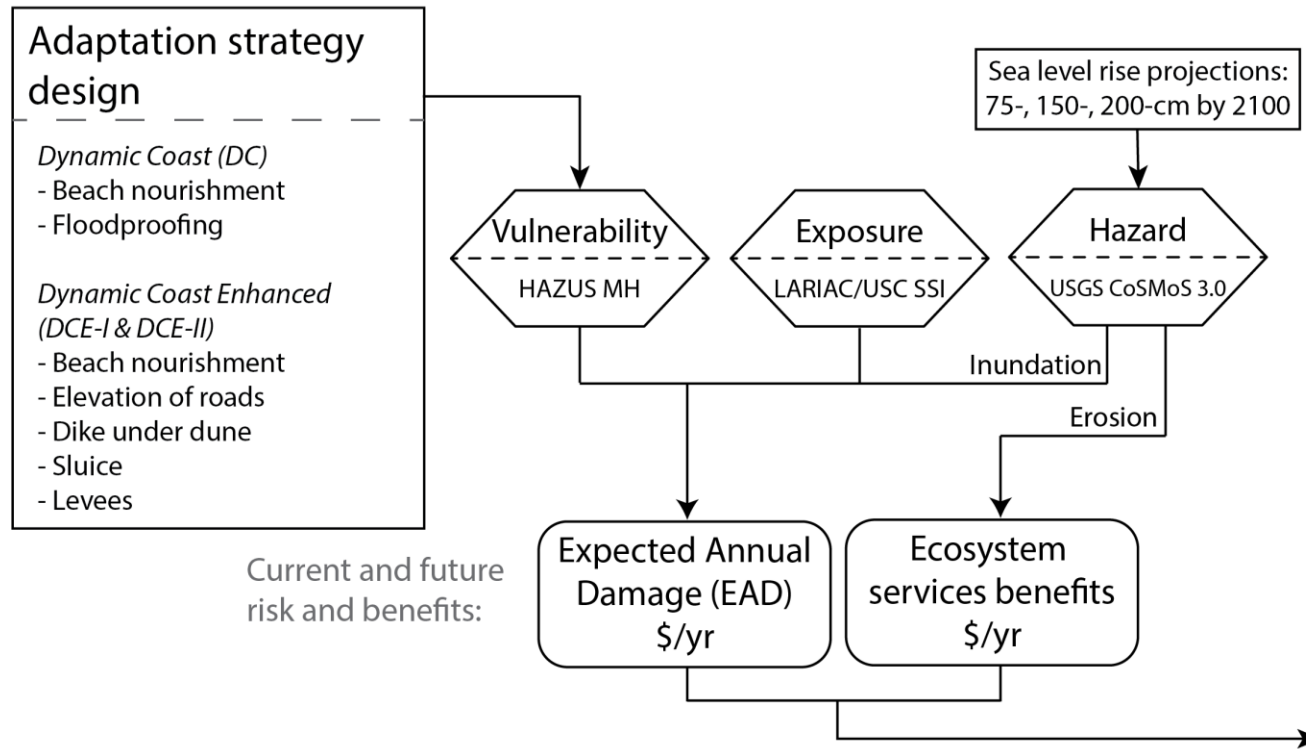 Adaptation strategy
design
Dynamic Coast (DC)
- Beach nourishment
- Floodproofing
Dynamic Coast Enhanced
(DCE-I & DCE-II)
- Beach nourishment
- Elevation of roads
- Dike under dune
- Sluice
- Levees
Sea level rise projections:
75-, 150-, 200-cm by 2100
Vulnerability
HAZUS MH
Exposure
LARIAC/USC SSI
Hazard
USGS CoSMoS 3.0
Inundation
Erosion
Current and future
risk and benefits:
Expected Annual
Damage (EAD)
$/yr
Ecosystem
services benefits
$/yr